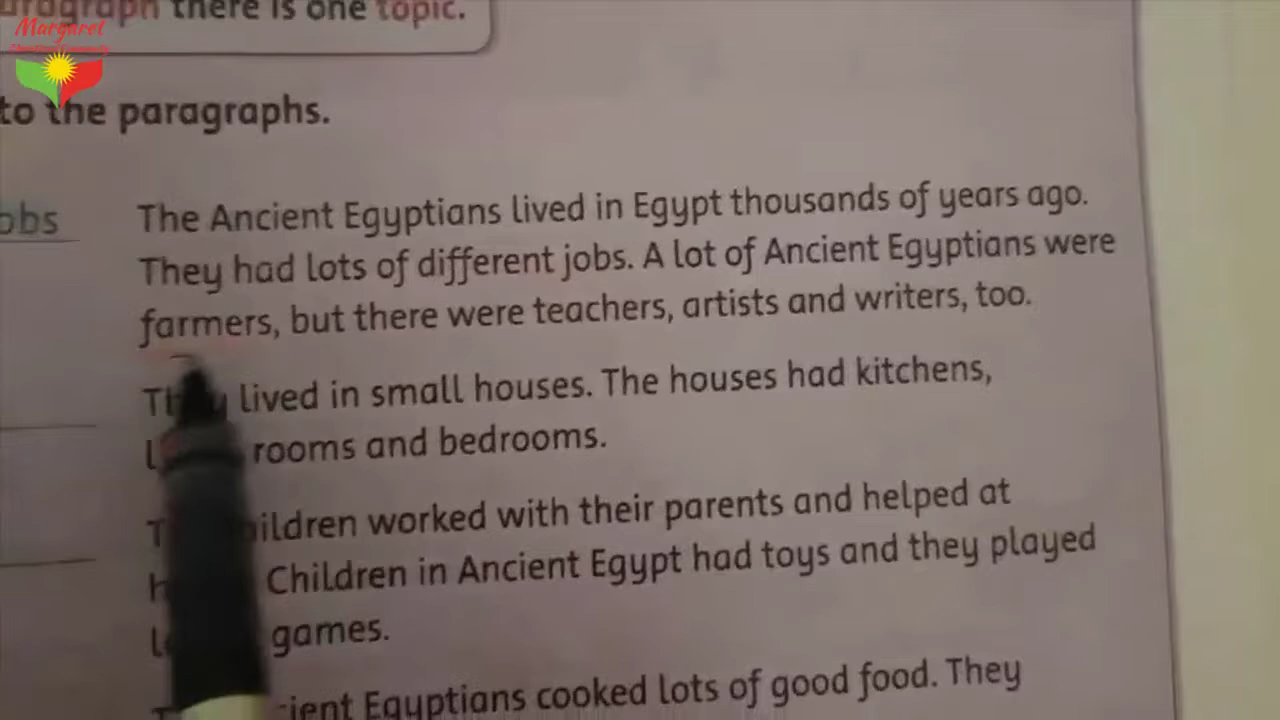 Margaret
paragraph there is one topic.
to the paragraphs.
obs
The Ancient Egyptians lived in Egypt thousands of years ago.
They had lots of different jobs. A lot of Ancient Egyptians were
farmers, but there were teachers, artists and writers, too.
They lived in small houses. The houses had kitchens,
rooms and bedrooms.
children worked with their parents and helped at
Children in Ancient Egypt had toys and they played
games.
Egyptians cooked lots of good food. They